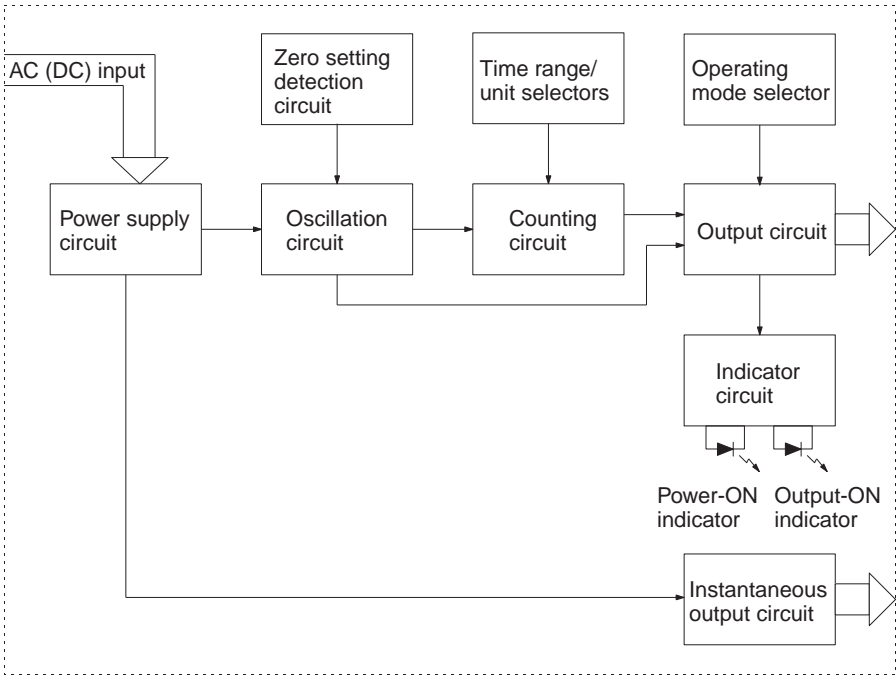 AC (DC) input
Zero setting
detection
circuit
Time range/
unit selectors
Operating
mode selector
Power supply
circuit
Oscillation
circuit
Counting
circuit
Output circuit
Indicator
circuit
Power-ON
indicator
Output-ON
indicator
Instantaneous
output circuit